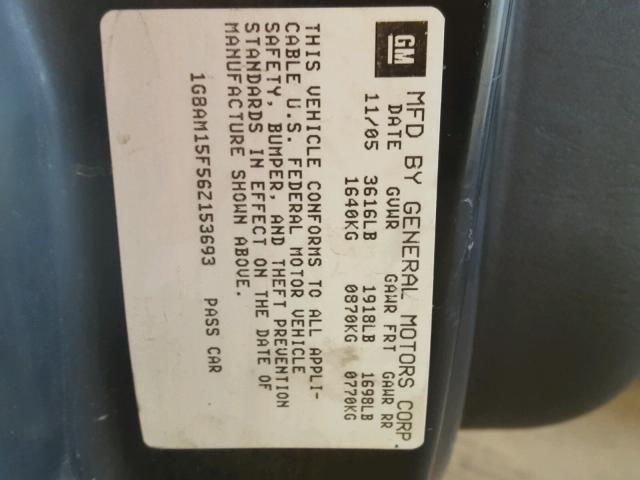 GM
MFD BY GENERAL MOTORS CORP.
DATE GVWR GAWR FRT GAWR RR
11/05 3616LB 1918LB 1698LB
1640KG 0870KG 0770KG
THIS VEHICLE CONFORMS TO ALL APPLI-
CABLE U.S. FEDERAL MOTOR VEHICLE
SAFETY, BUMPER, AND THEFT PREVENTION
STANDARDS IN EFFECT ON THE DATE OF
MANUFACTURE SHOWN ABOVE.
1G8AM15F56Z153693 PASS CAR